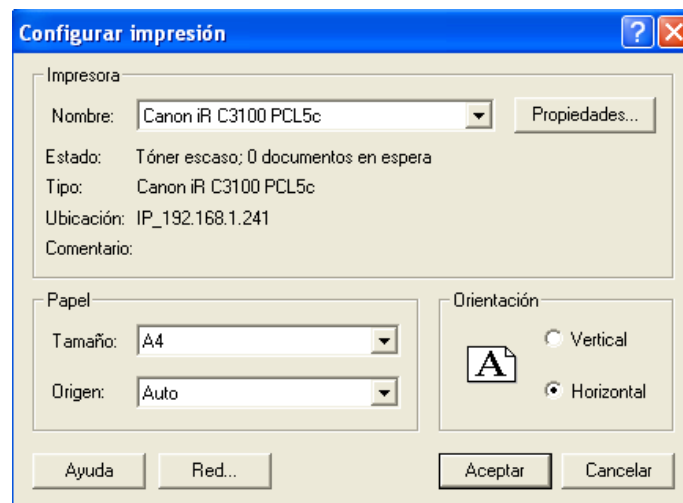 Configurar impresión
Impresora
Nombre: Canon iR C3100 PCL5c Propiedades...
Estado: Tóner escaso; 0 documentos en espera
Tipo: Canon iR C3100 PCL5c
Ubicación: IP_192.168.1.241
Comentario:
Papel
Tamaño: A4
Origen: Auto
Orientación
A
Vertical
Horizontal
Ayuda Red... Aceptar Cancelar